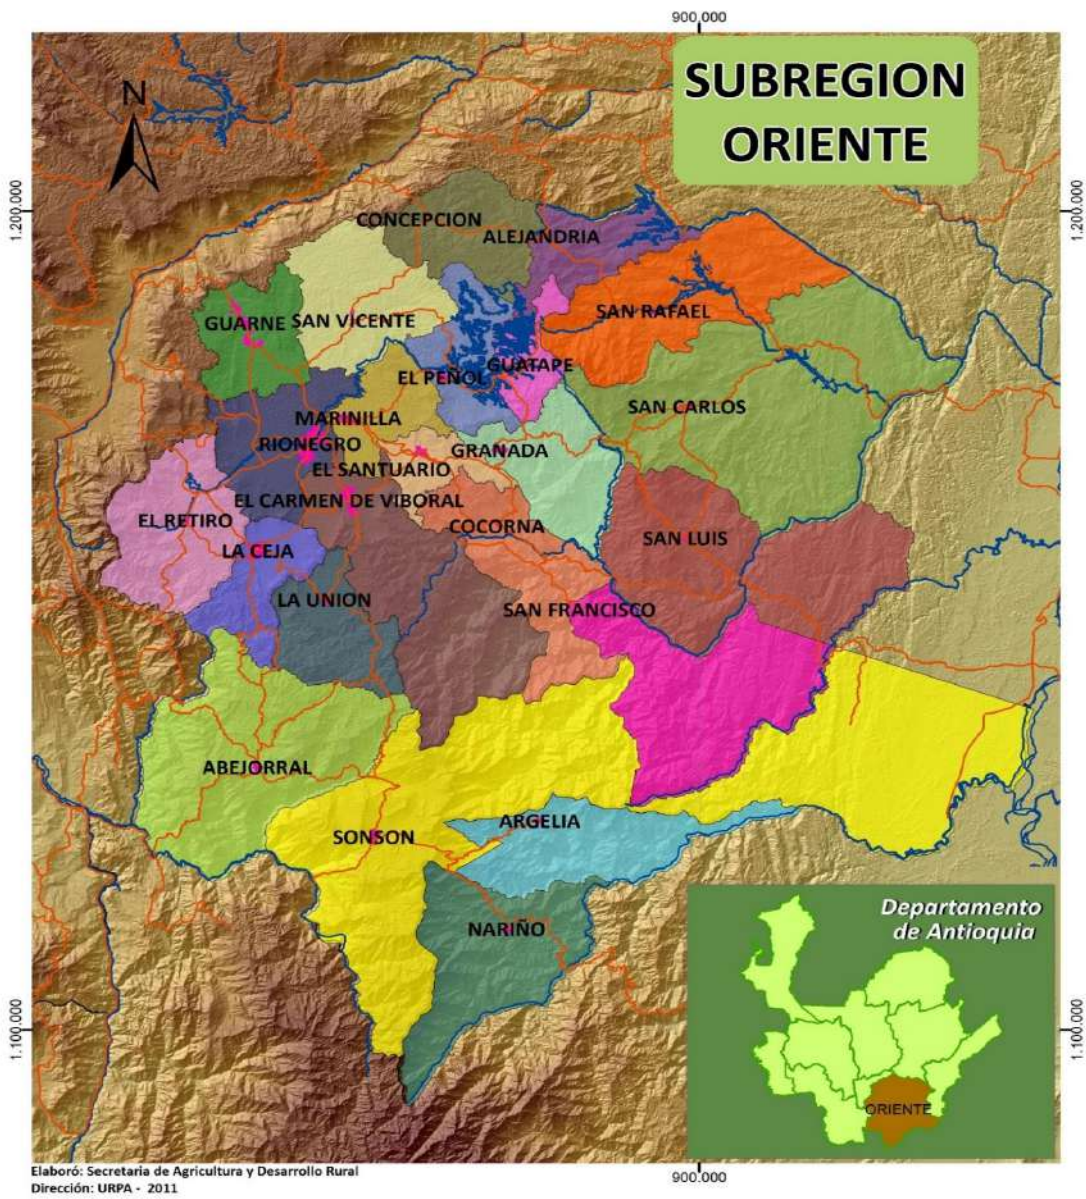 900.000
SUBREGION
ORIENTE
N
1.200.000
1.200.000
CONCEPCION
ALEJANDRIA
GUARNE
SAN VICENTE
SAN RAFAEL
GUATAPE
EL PEÑOL
SAN CARLOS
MARINILLA
RIONEGRO
GRANADA
EL SANTUARIO
EL CARMEN DE VIBORAL
EL RETIRO
COCORNA
SAN LUIS
LA CEJA
LA UNION
SAN FRANCISCO
ABEJORRAL
SONSON
ARGELIA
NARIÑO
Departamento
de Antioquia
ORIENTE
1.100.000
1.100.000
Elaboró: Secretaria de Agricultura y Desarrollo Rural
Dirección: URPA - 2011
900.000